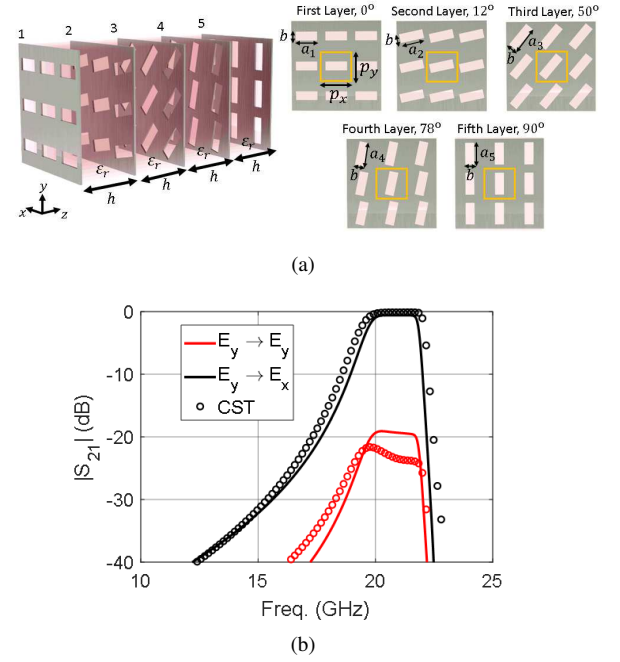 1 2 3 4 5
εr εr εr εr
h h h h
y
x z
First Layer, 0° Second Layer, 12° Third Layer, 50°
b a1 py px
b a2
b a3
Fourth Layer, 78° Fifth Layer, 90°
b a4
b a5
(a)
0
-10
-20
-30
-40
|S21| (dB)
Ey → Ey
Ey → Ex
CST
10 15 20 25
Freq. (GHz)
(b)